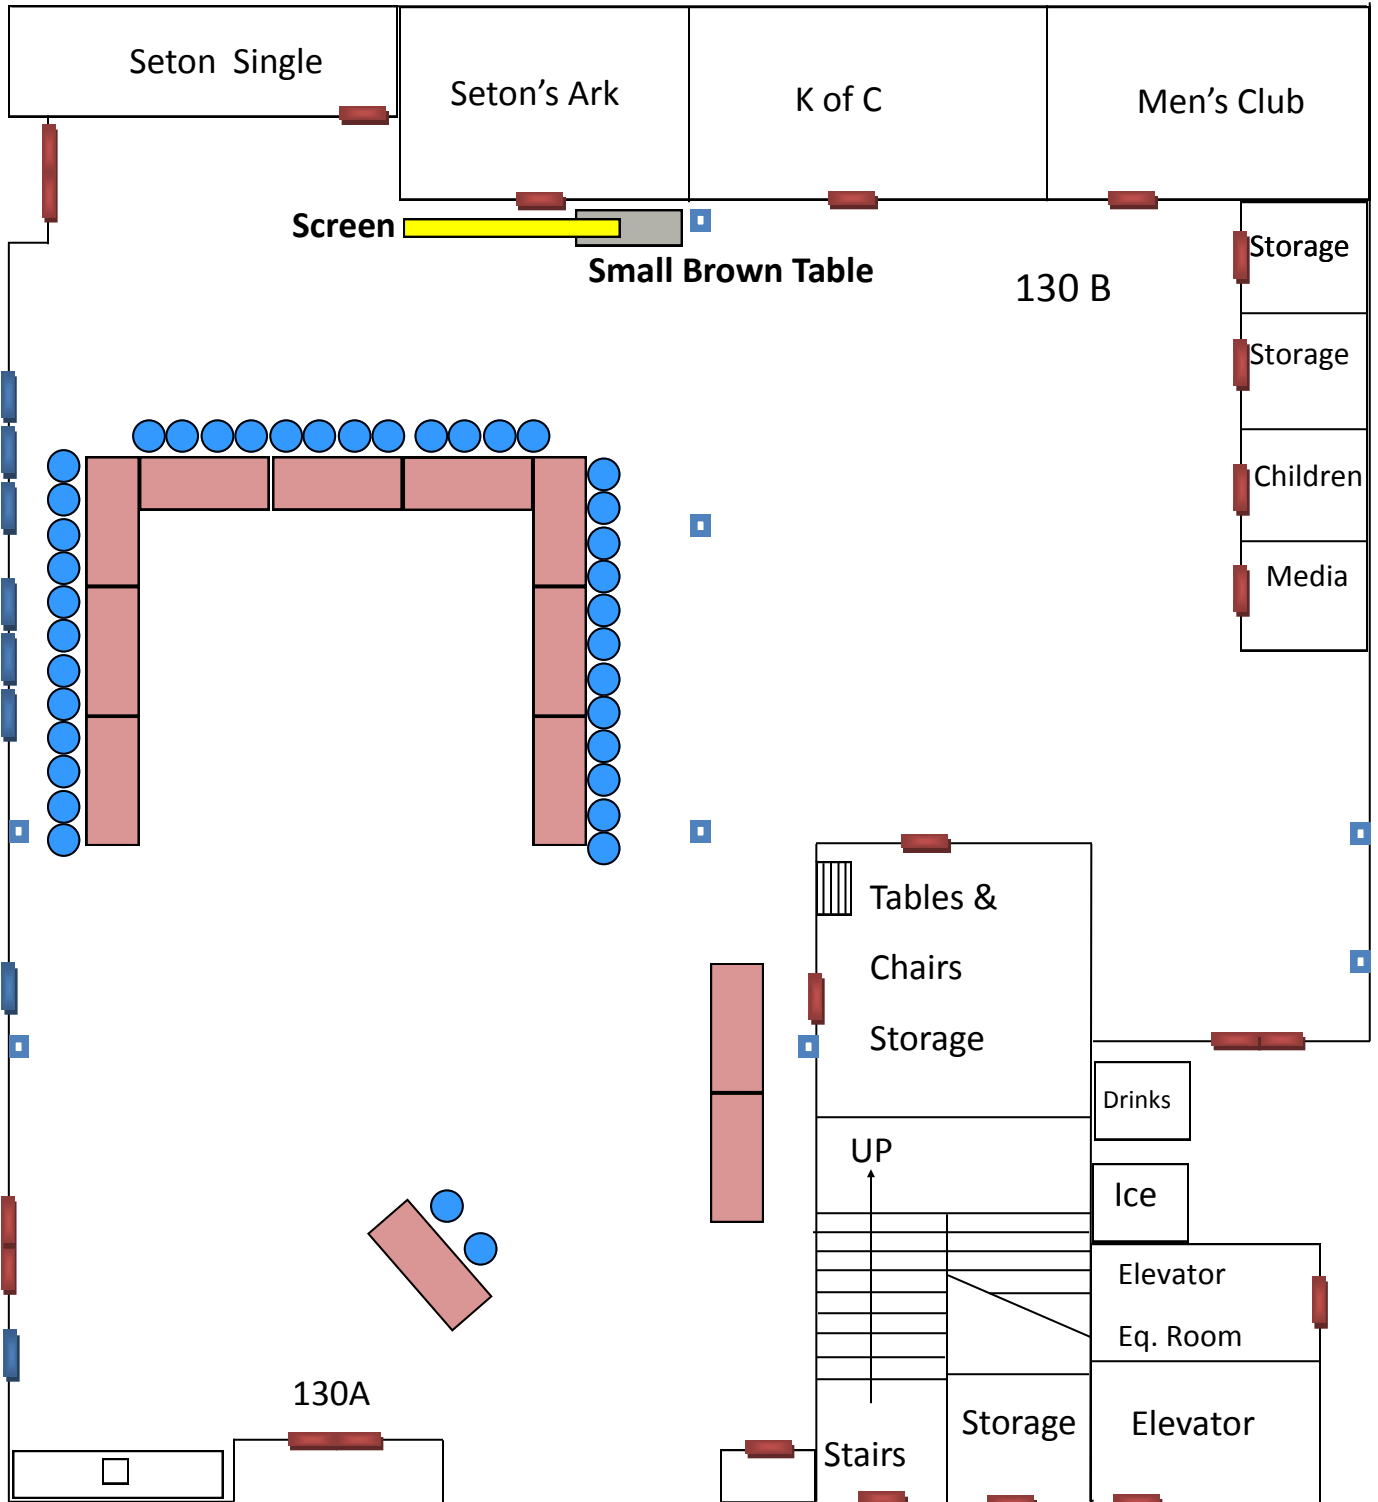 Seton  Single
Seton's Ark
K of C
Men's Club
Screen
Small Brown Table
130 B
Storage
Storage
Children
Media
Tables &
Chairs
Storage
Drinks
UP
Ice
Elevator
Eq. Room
130A
Stairs
Storage
Elevator